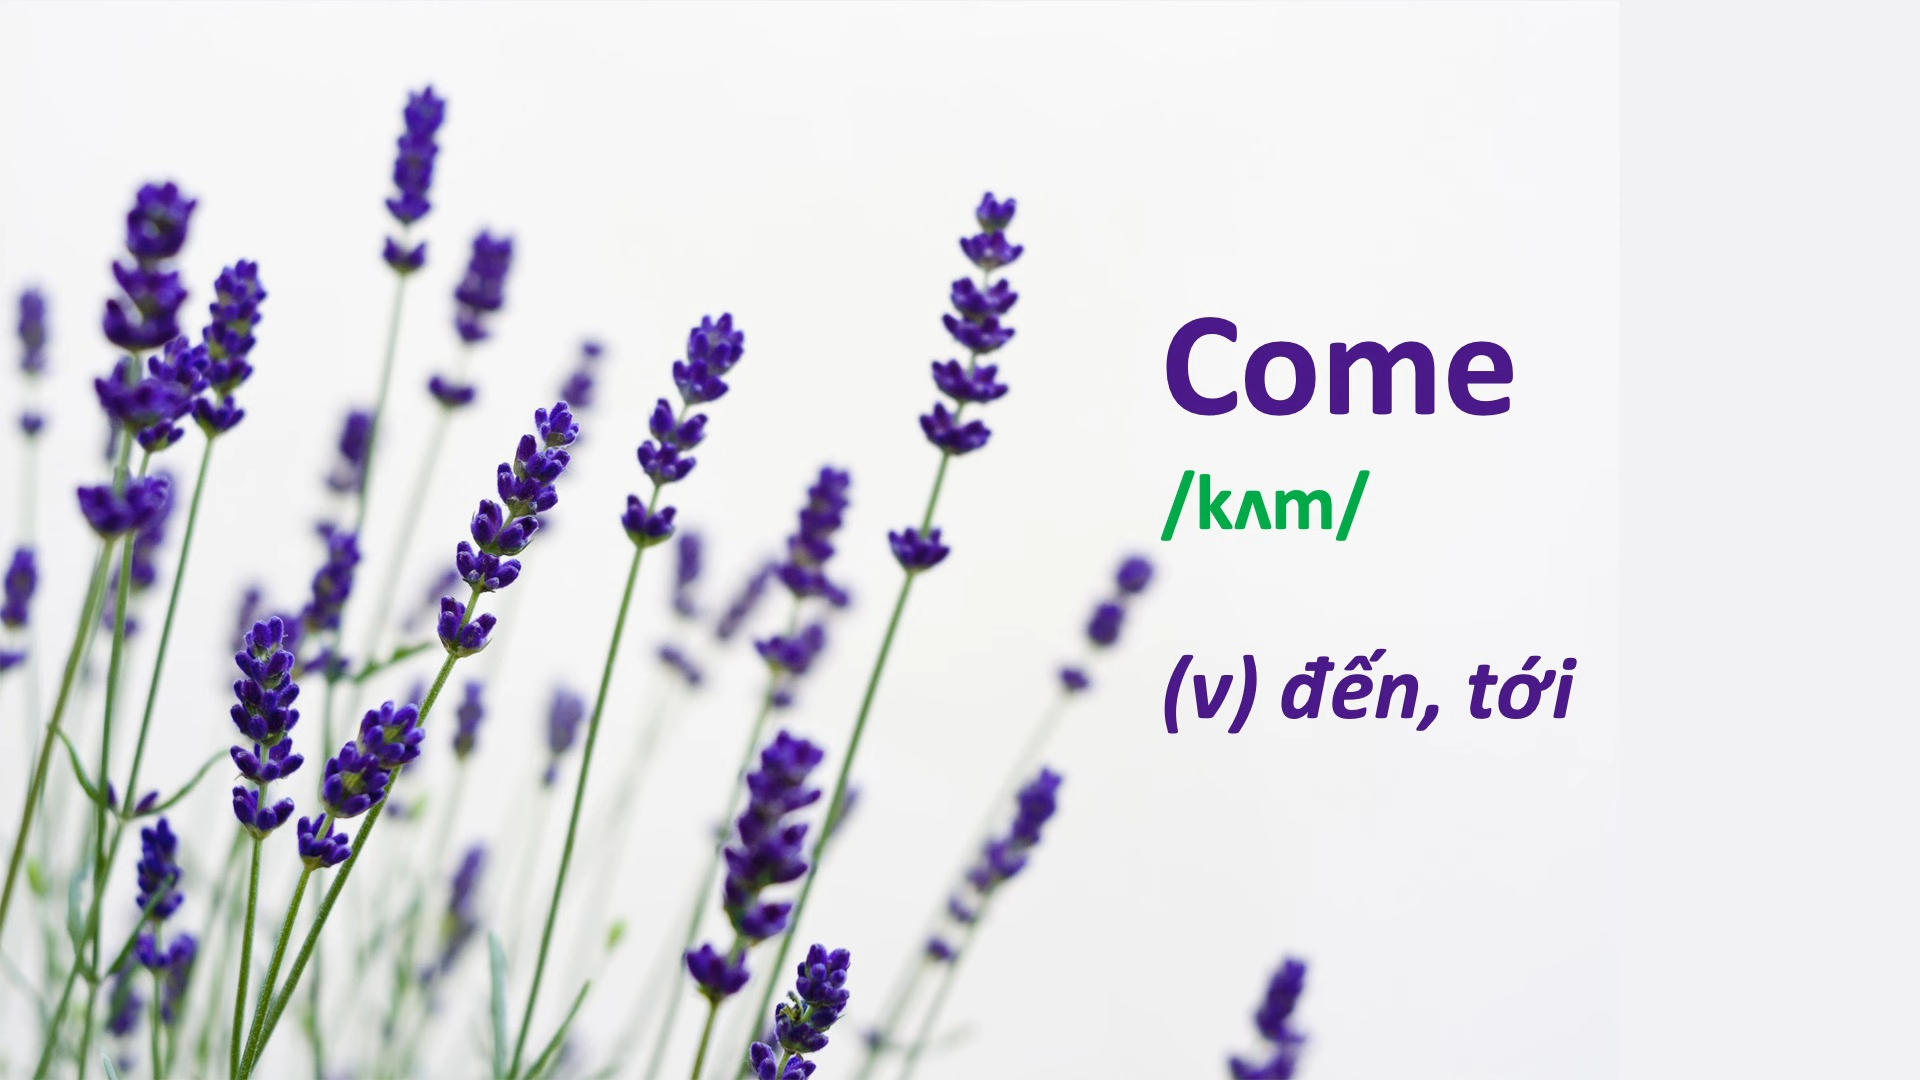 Come
/kʌm/
(v) đến, tới